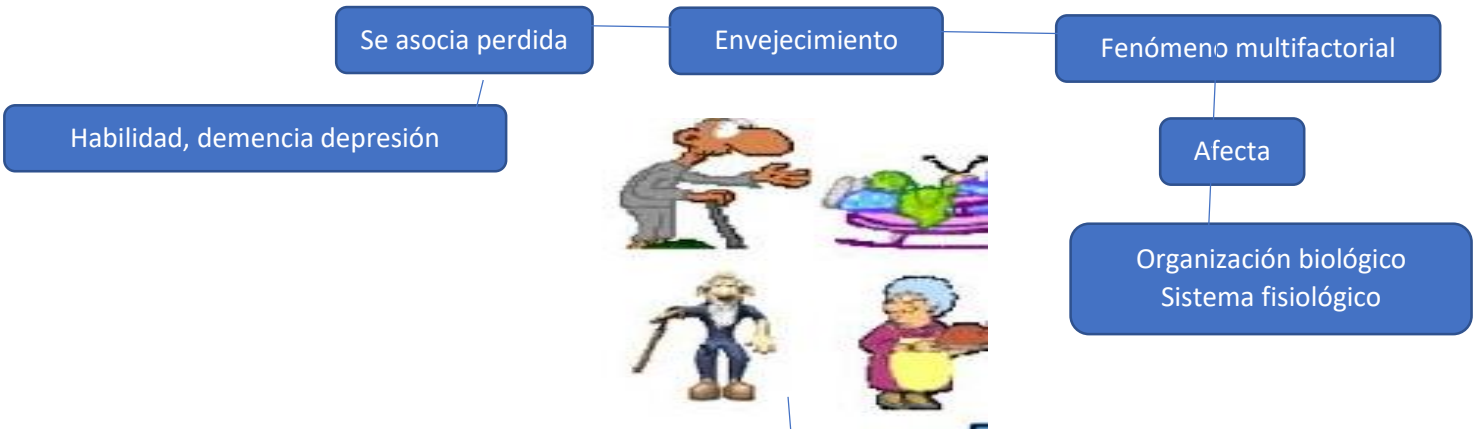 Se asocia perdida
Envejecimiento
Fenómeno multifactorial
Habilidad, demencia depresión
Afecta
Organización biológico
Sistema fisiológico